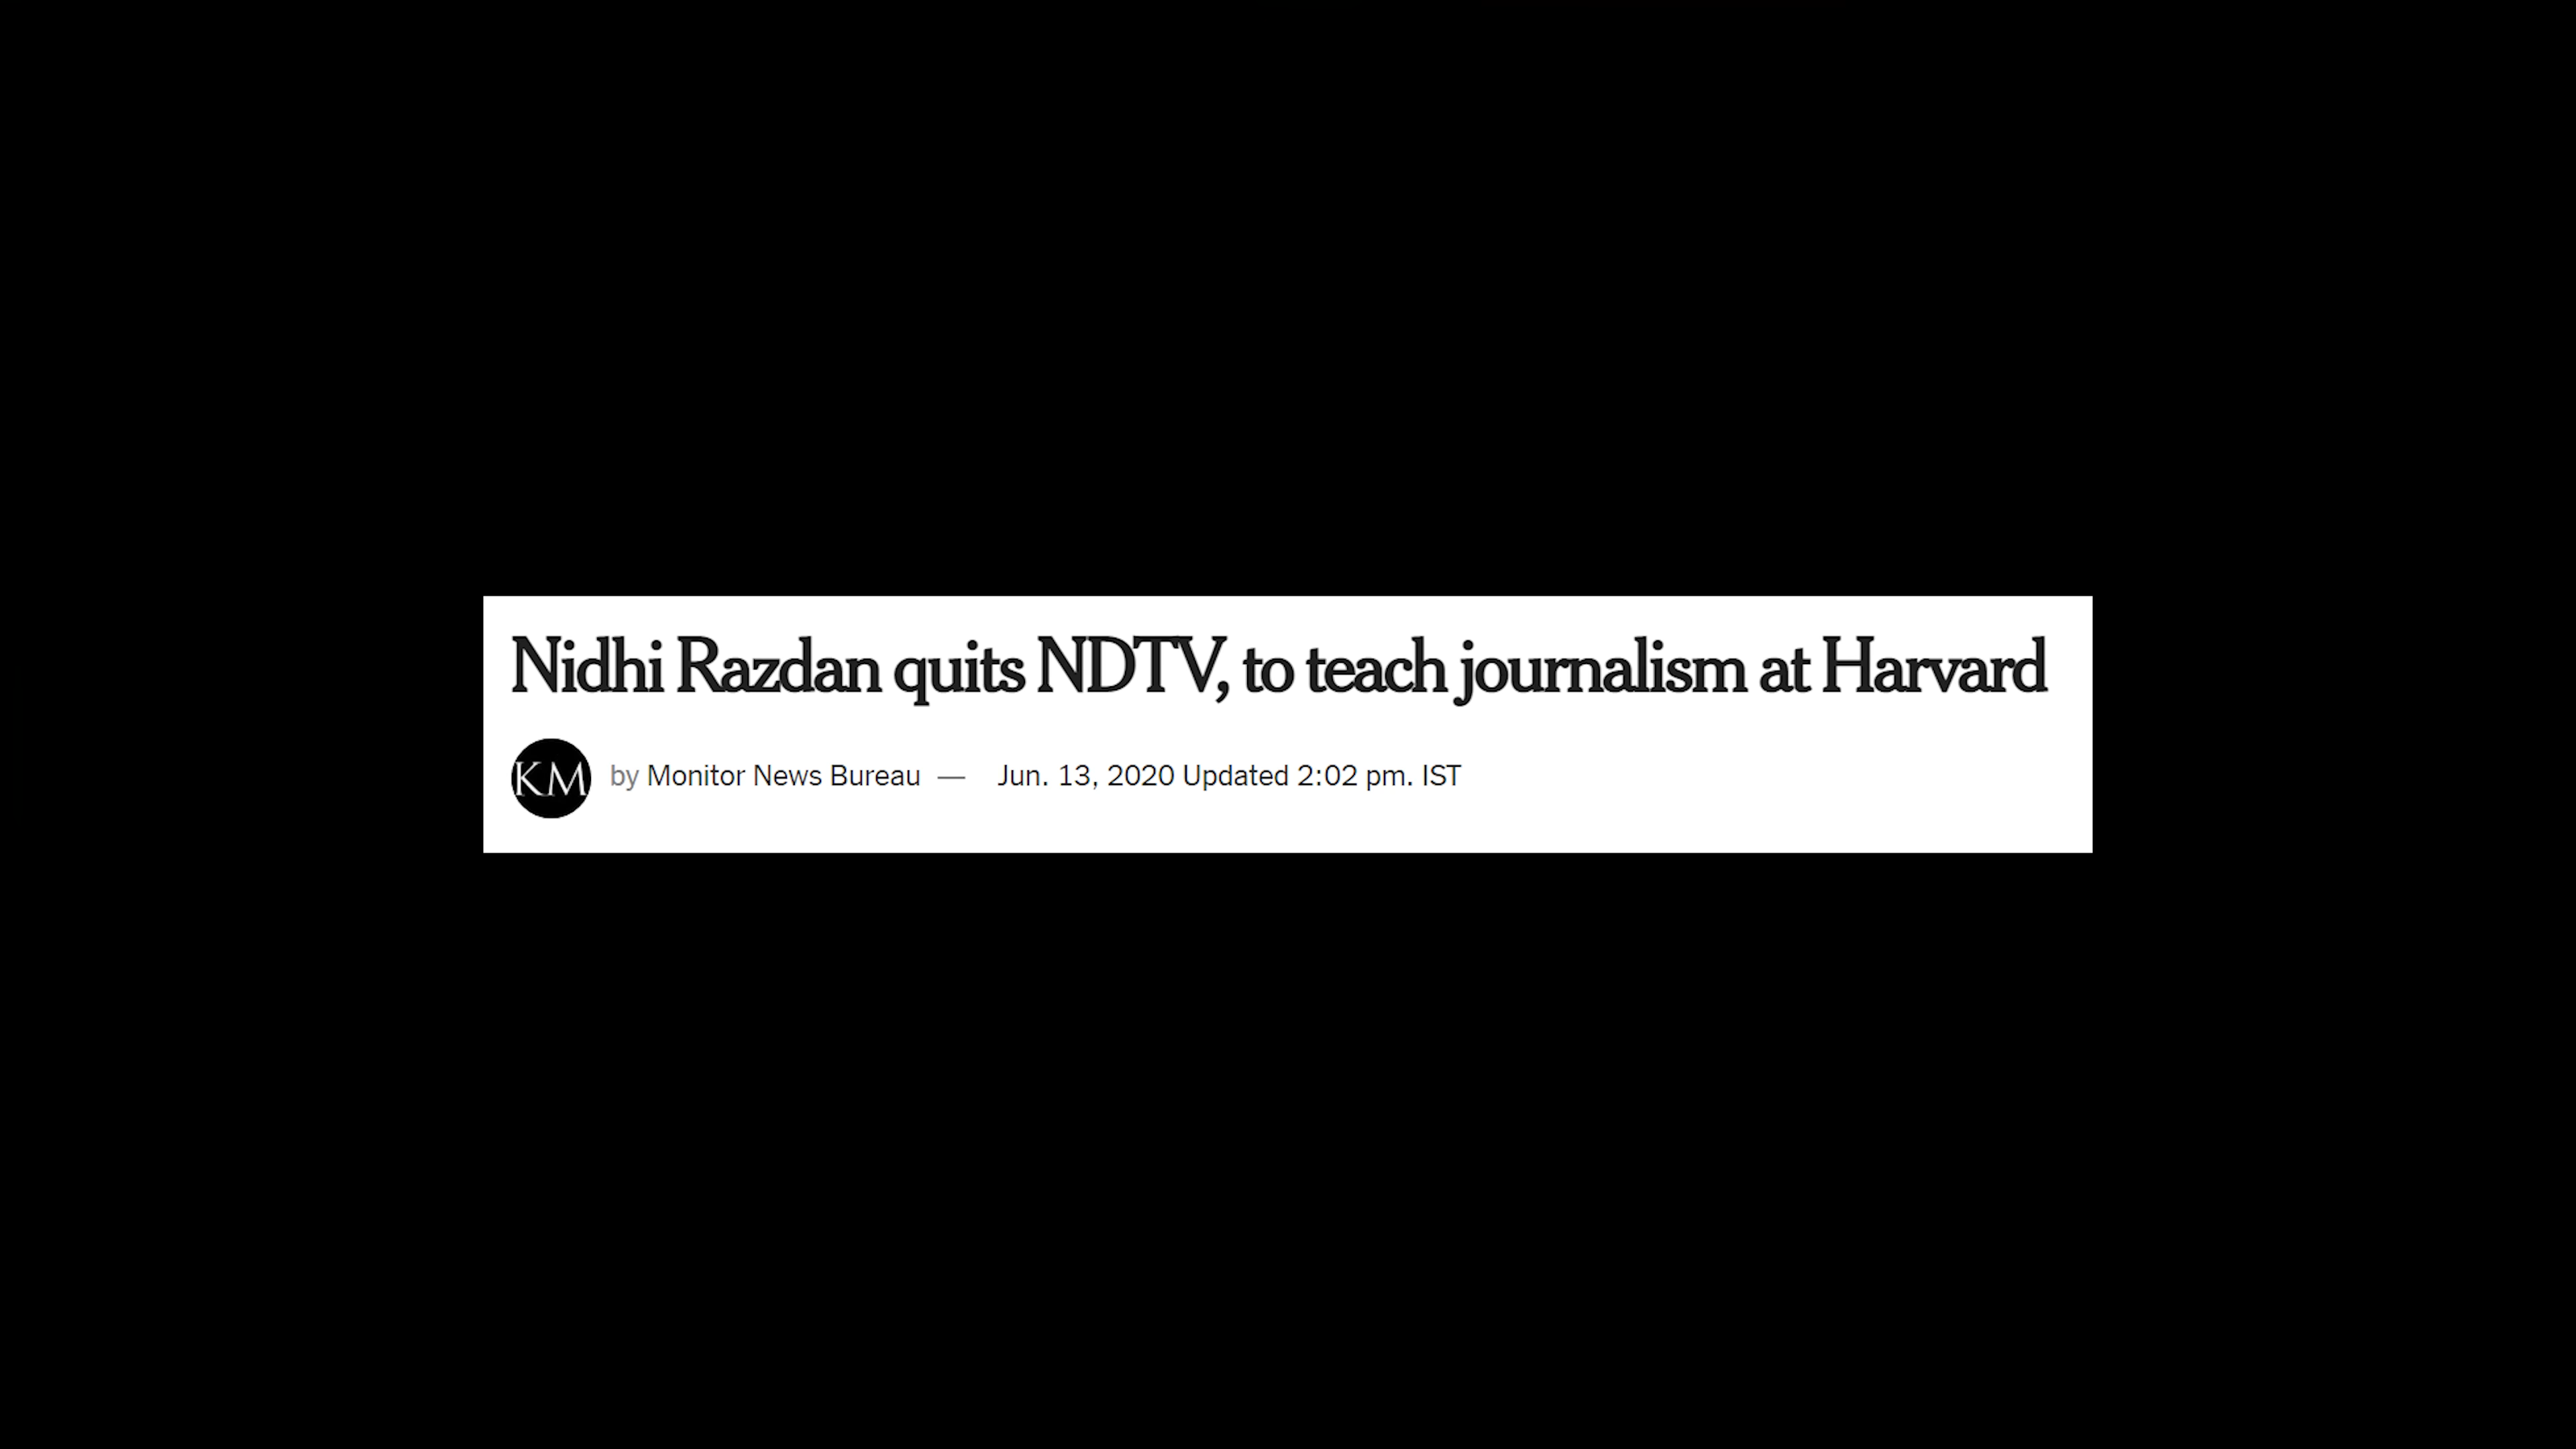 Nidhi Razdan quits NDTV, to teach journalism at Harvard
KM by Monitor News Bureau — Jun. 13, 2020 Updated 2:02 pm. IST